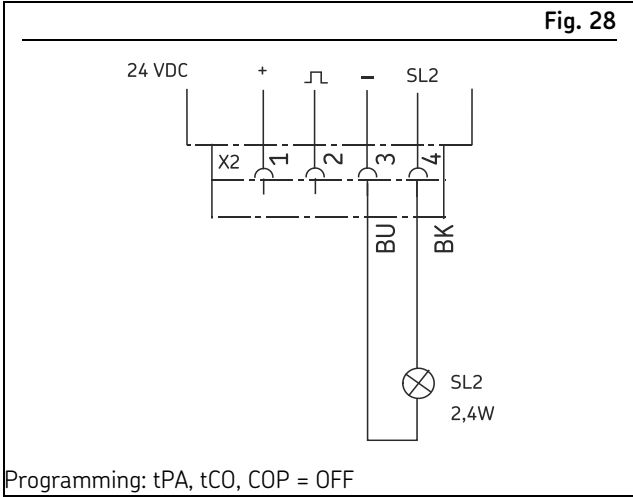 Fig. 28
24 VDC + – SL2
X2 1 2 3 4
BU BK
SL2
2,4W
Programming: tPA, tCO, COP = OFF